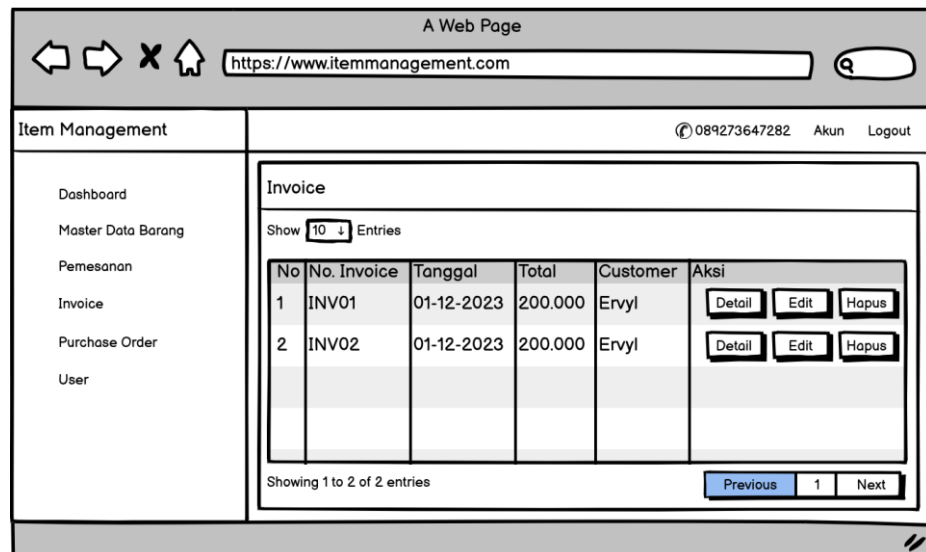 A Web Page
https://www.itemmanagement.com
Item Management
089273647282 Akun Logout
Dashboard
Master Data Barang
Pemesanan
Invoice
Purchase Order
User
Invoice
Show 10 Entries
No No. Invoice Tanggal Total Customer Aksi
1 INV01 01-12-2023 200.000 Ervyl Detail Edit Hapus
2 INV02 01-12-2023 200.000 Ervyl Detail Edit Hapus
Showing 1 to 2 of 2 entries
Previous 1 Next